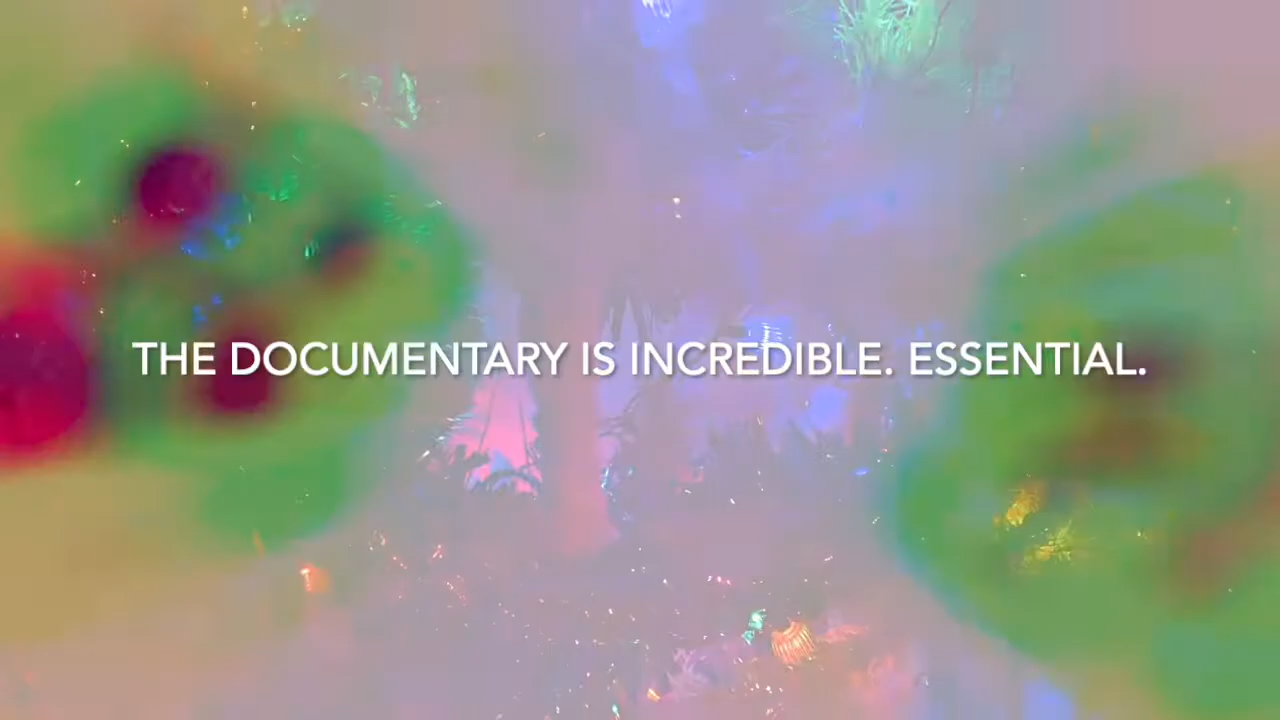 THE DOCUMENTARY IS INCREDIBLE. ESSENTIAL.